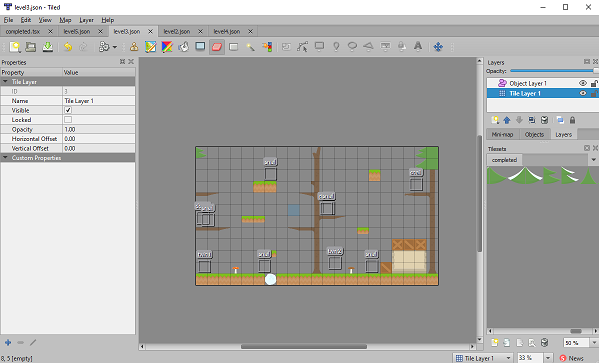 level3.json - Tiled
File Edit View Map Layer Help
completed.tsx level5.json level3.json level2.json level4.json
Properties
Property Value
Tile Layer
ID 3
Name Tile Layer 1
Visible
Locked
Opacity 1.00
Horizontal Offset 0.00
Vertical Offset 0.00
Custom Properties
Layers
Opacity:
Object Layer 1
Tile Layer 1
Mini-map Objects Layers
Tilesets
completed
50 %
8, 5 [empty]
Tile Layer 1
33 %
News